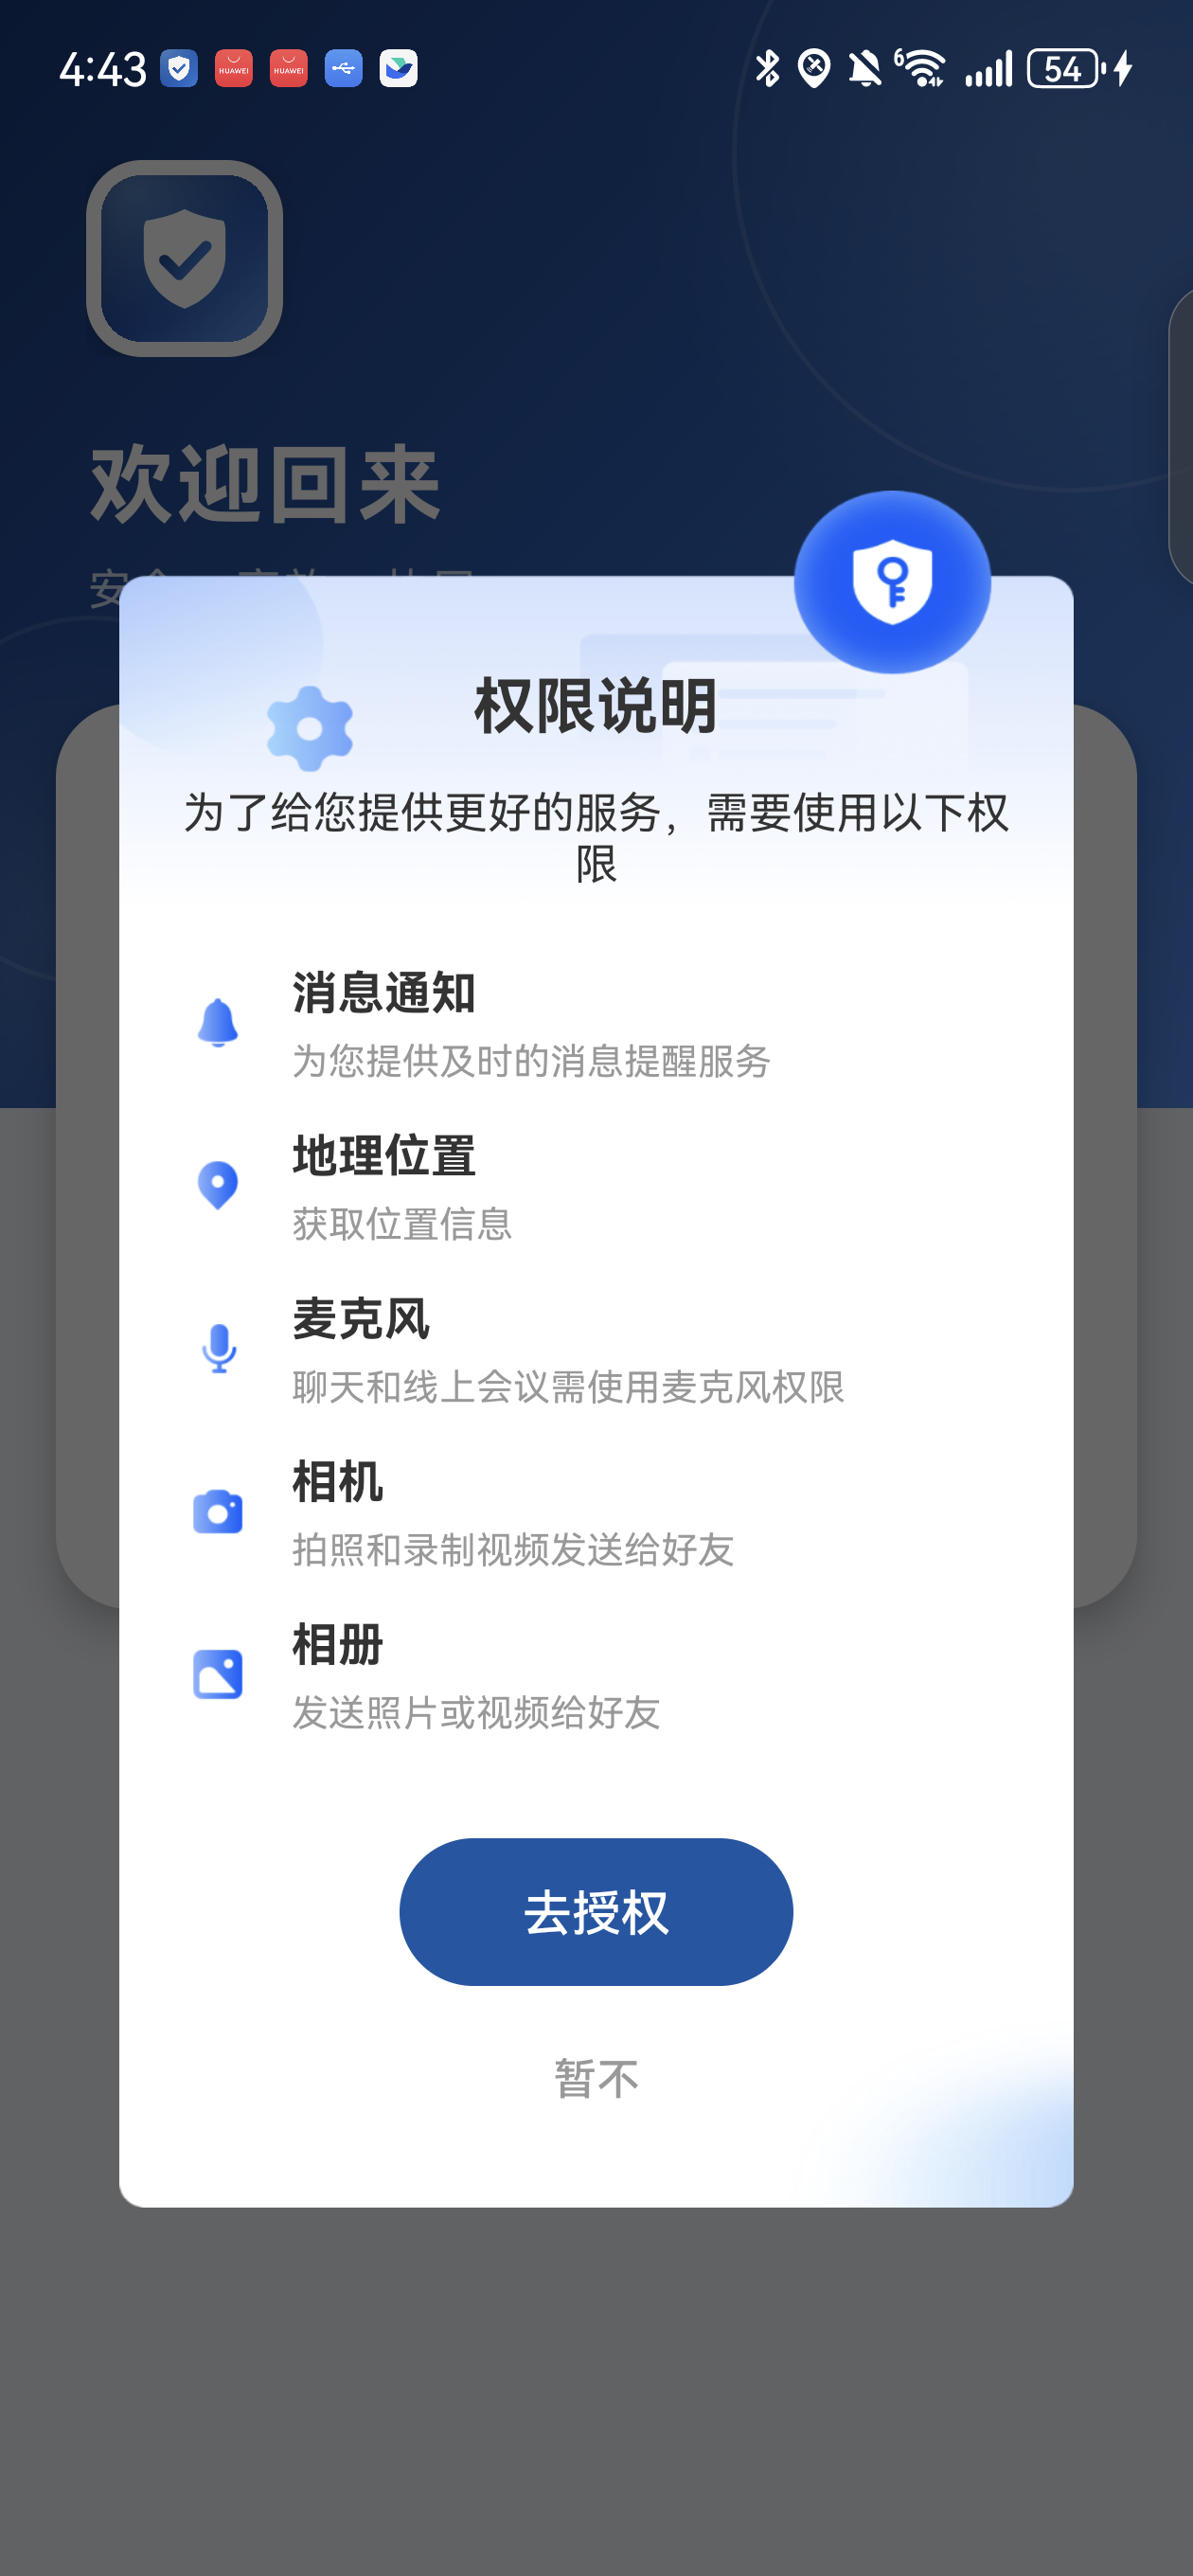 4:43
HUAWEI
HUAWEI
6
54
欢迎回来
权限说明
为了给您提供更好的服务，需要使用以下权
限
消息通知
为您提供及时的消息提醒服务
地理位置
获取位置信息
麦克风
聊天和线上会议需使用麦克风权限
相机
拍照和录制视频发送给好友
相册
发送照片或视频给好友
去授权
暂不